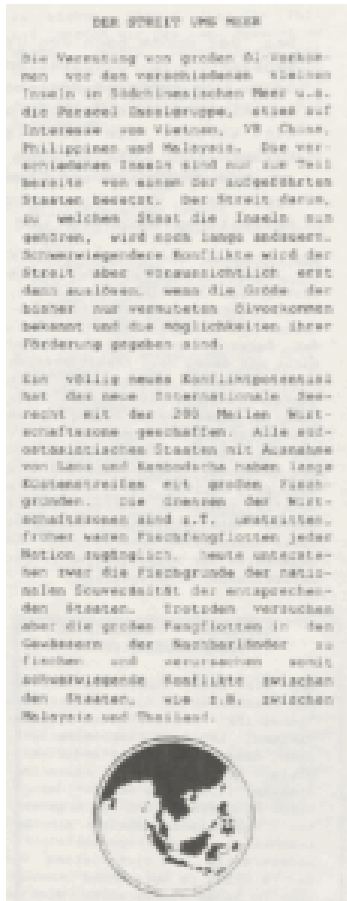 DER STREIT UMS MEER
Die Vermutung von großen Öl-Vorkom-
men vor den verschiedenen kleinen
Inseln im Südchinesischen Meer u.a.
die Paracel Inselgruppe, stieß auf
Interesse von Vietnam, VR China,
Philippinen und Malaysia. Die ver-
schiedenen Inseln sind nur zum Teil
bereits von einem der aufgeführten
Staaten besetzt. Der Streit darum,
zu welchem Staat die Inseln nun
gehören, wird noch lange andauern.
Schwerwiegendere Konflikte wird der
Streit aber voraussichtlich erst
dann auslösen, wenn die Größe der
bisher nur vermuteten Ölvorkommen
bekannt und die Möglichkeiten ihrer
Förderung gegeben sind.
Ein völlig neues Konfliktpotential
hat das neue Internationale See-
recht mit der 200 Meilen Wirt-
schaftszone geschaffen. Alle süd-
ostasiatischen Staaten mit Ausnahme
von Laos und Kampodscha haben lange
Küstenstreifen mit großen Fisch-
gründen. Die Grenzen der Wirt-
schaftszonen sind z.T. umstritten,
früher waren Fischfangflotten jeder
Nation zugänglich, heute unterste-
hen zwar die Fischgründe der natio-
nalen Souveränität der entsprechen-
den Staaten, trotzdem versuchen
aber die großen Fangflotten in den
Gewässern der Nachbarländer zu
fischen und verursachen somit
schwerwiegende Konflikte zwischen
den Staaten, wie z.B. zwischen
Malaysia und Thailand.